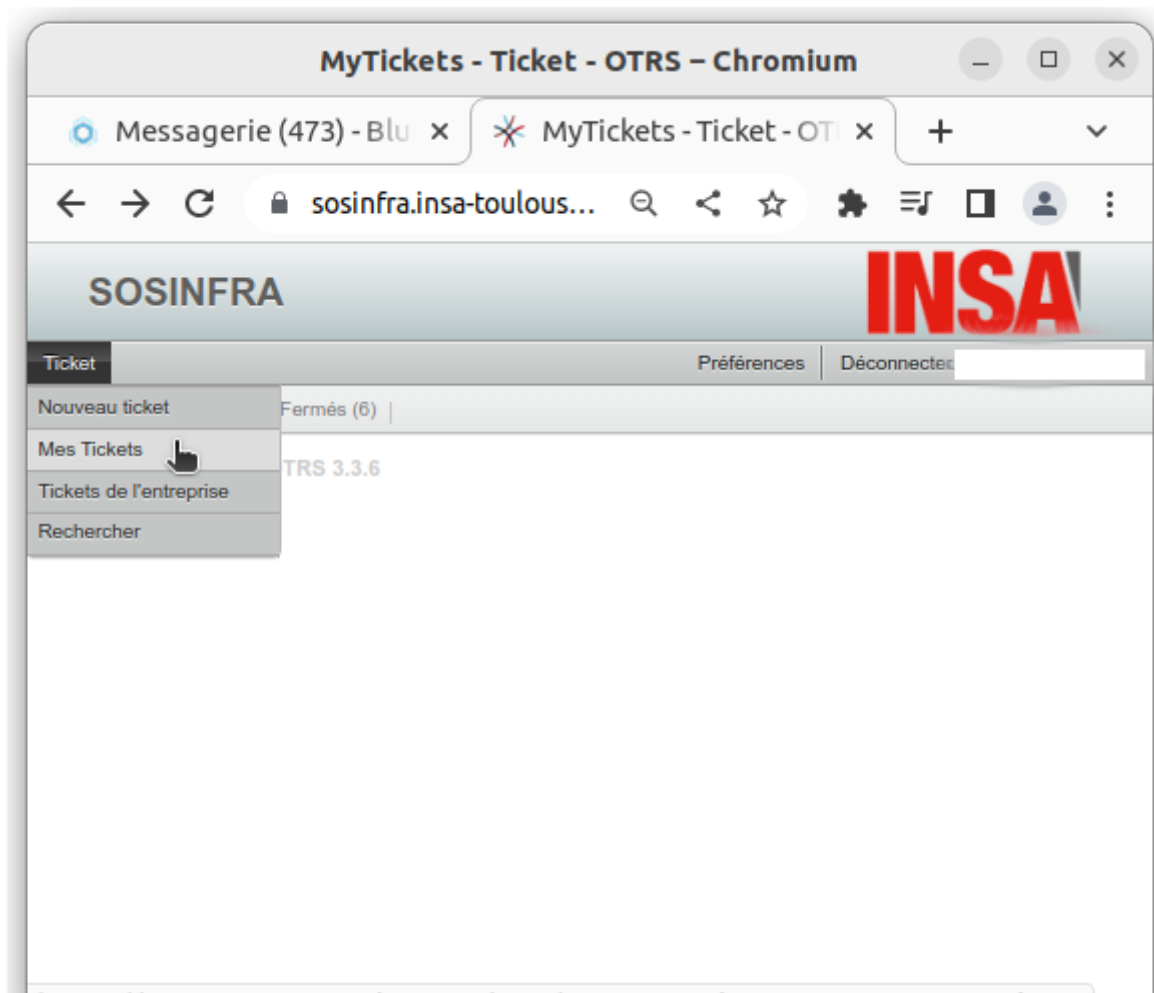 MyTickets - Ticket - OTRS – Chromium
Messagerie (473) - Blu
MyTickets - Ticket - OT
sosinfra.insa-toulous...
SOSINFRA
INSA
Ticket
Préférences
Déconnectec
Nouveau ticket
Fermés (6)
Mes Tickets
TRS 3.3.6
Tickets de l'entreprise
Rechercher